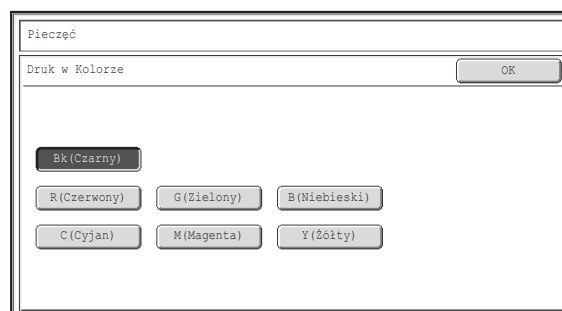 Pieczęć
Druk w Kolorze OK
Bk(Czarny)
R(Czerwony) G(Zielony) B(Niebieski)
C(Cyjan) M(Magenta) Y(Żółty)